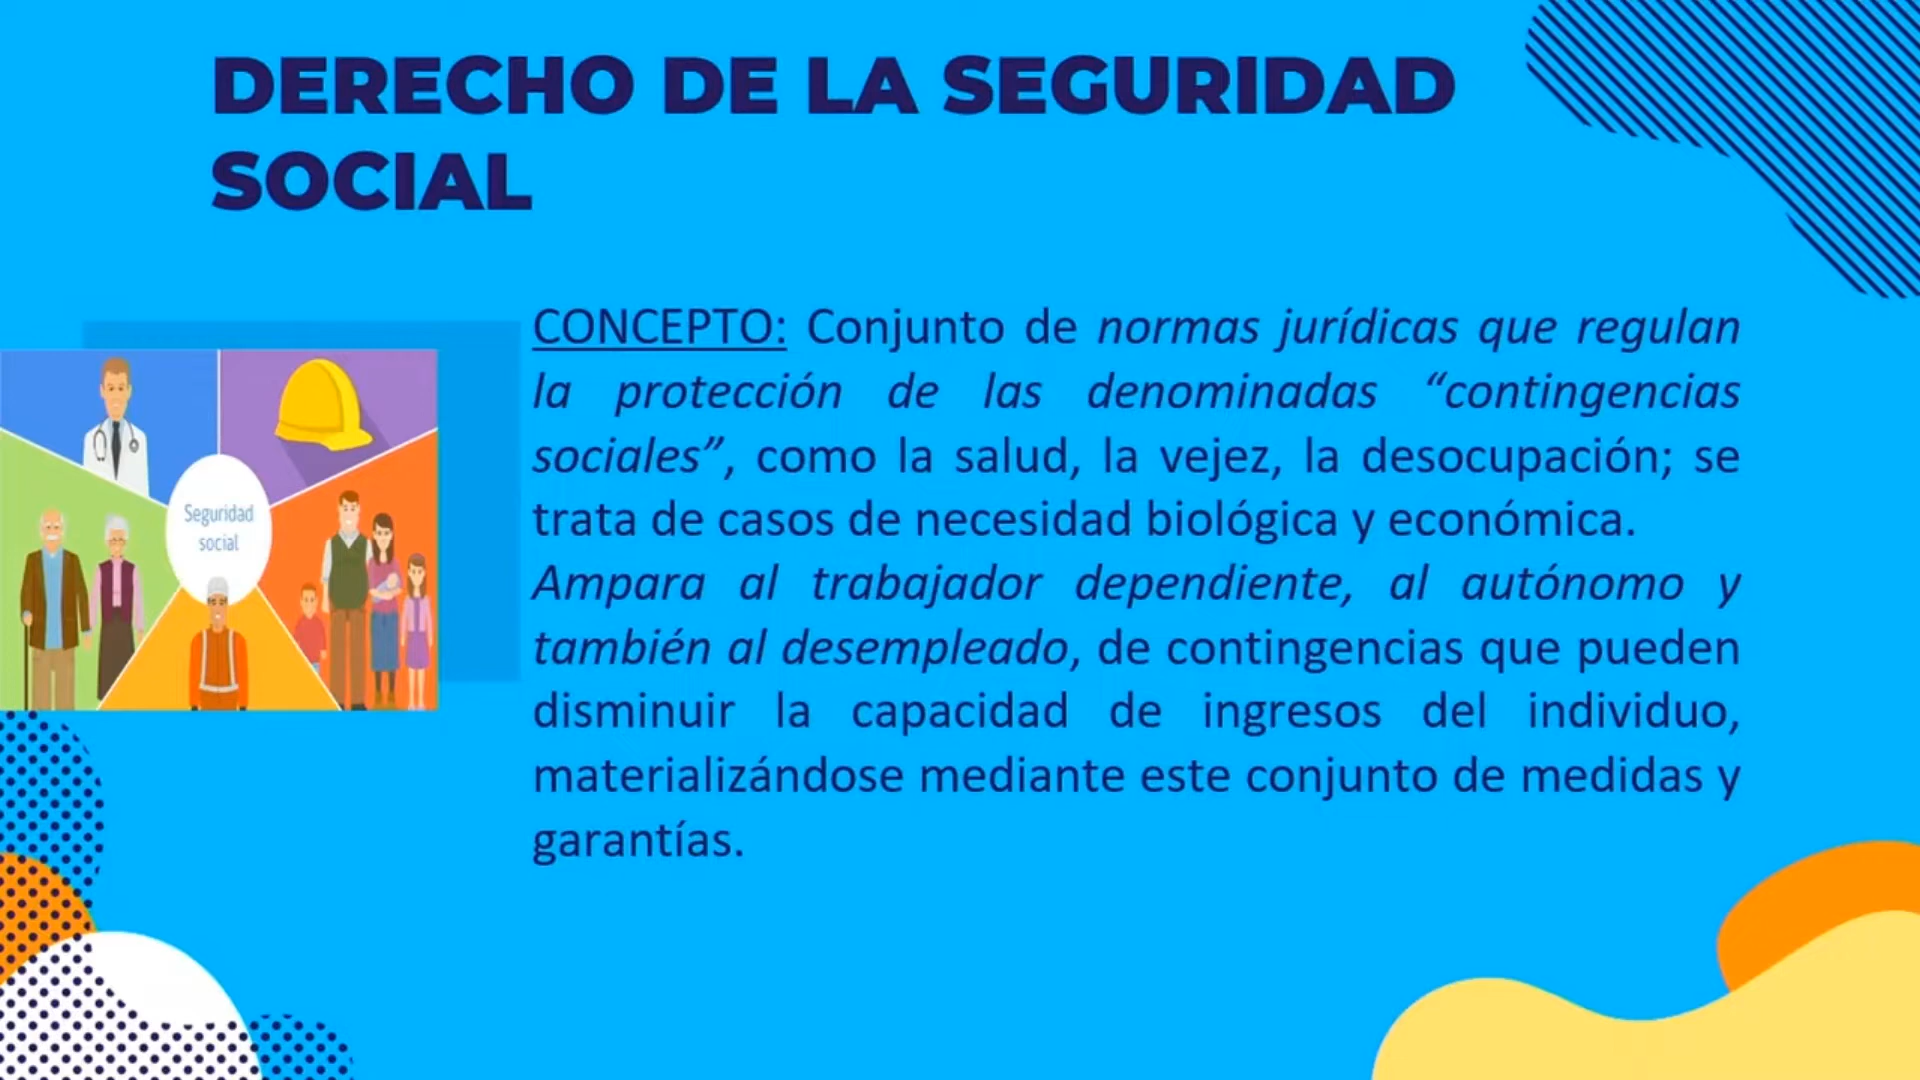 DERECHO DE LA SEGURIDAD
SOCIAL
CONCEPTO: Conjunto de normas jurídicas que regulan
la protección de las denominadas “contingencias
sociales”, como la salud, la vejez, la desocupación; se
trata de casos de necesidad biológica y económica.
Ampara al trabajador dependiente, al autónomo y
también al desempleado, de contingencias que pueden
disminuir la capacidad de ingresos del individuo,
materializándose mediante este conjunto de medidas y
garantías.
Seguridad
social